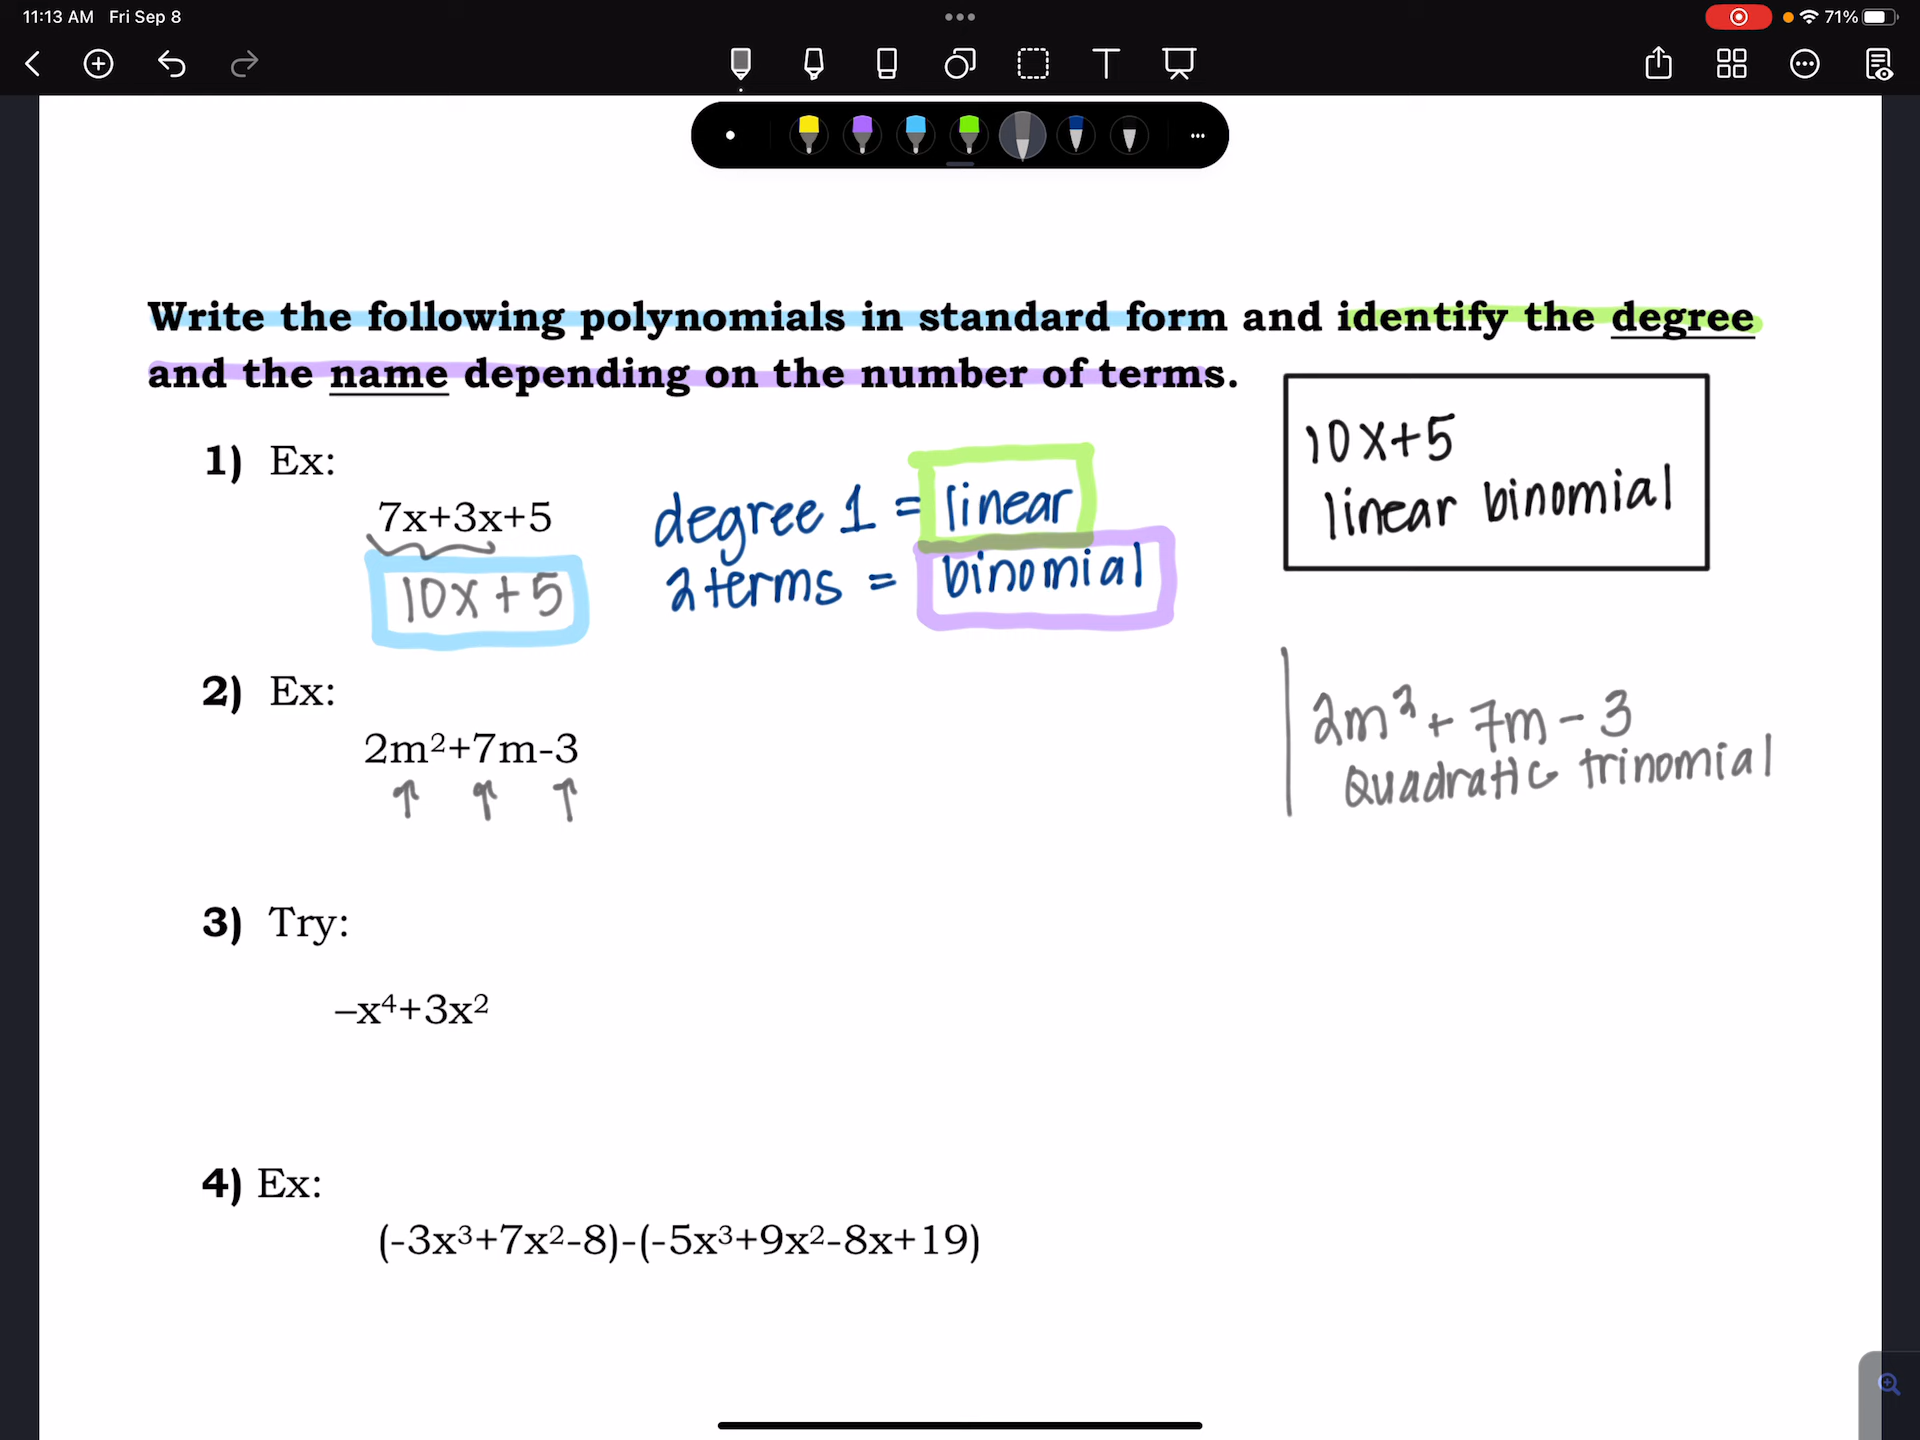 11:13 AM Fri Sep 8
71%
Write the following polynomials in standard form and identify the degree
and the name depending on the number of terms.
1) Ex:
7x+3x+5
10x+5
degree 1 = linear
2 terms = binomial
10x+5
linear binomial
2) Ex:
2m²+7m-3
2m²+7m-3
Quadratic trinomial
3) Try:
–x⁴+3x²
4) Ex:
(-3x³+7x²-8)-(-5x³+9x²-8x+19)